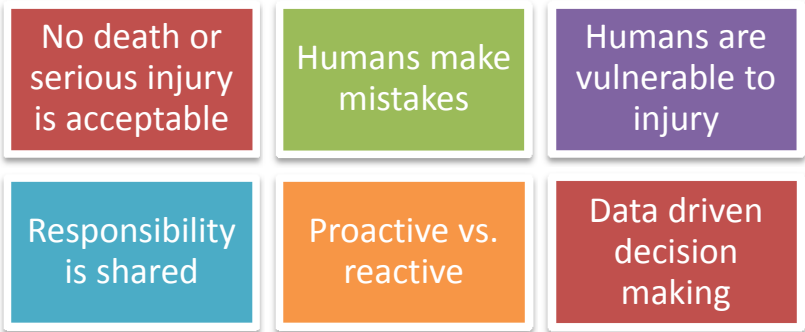 No death or
serious injury
is acceptable
Humans make
mistakes
Humans are
vulnerable to
injury
Responsibility
is shared
Proactive vs.
reactive
Data driven
decision
making